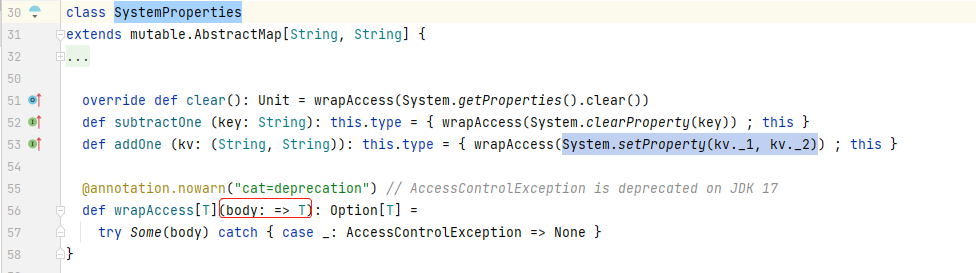 30 class SystemProperties
31 extends mutable.AbstractMap[String, String] {
32 ...
50
51 override def clear(): Unit = wrapAccess(System.getProperties().clear())
52 def subtractOne (key: String): this.type = { wrapAccess(System.clearProperty(key)) ; this }
53 def addOne (kv: (String, String)): this.type = { wrapAccess(System.setProperty(kv._1, kv._2)) ; this }
54
55 @annotation.nowarn("cat=deprecation") // AccessControlException is deprecated on JDK 17
56 def wrapAccess[T](body: => T): Option[T] =
57 try Some(body) catch { case _: AccessControlException => None }
58 }